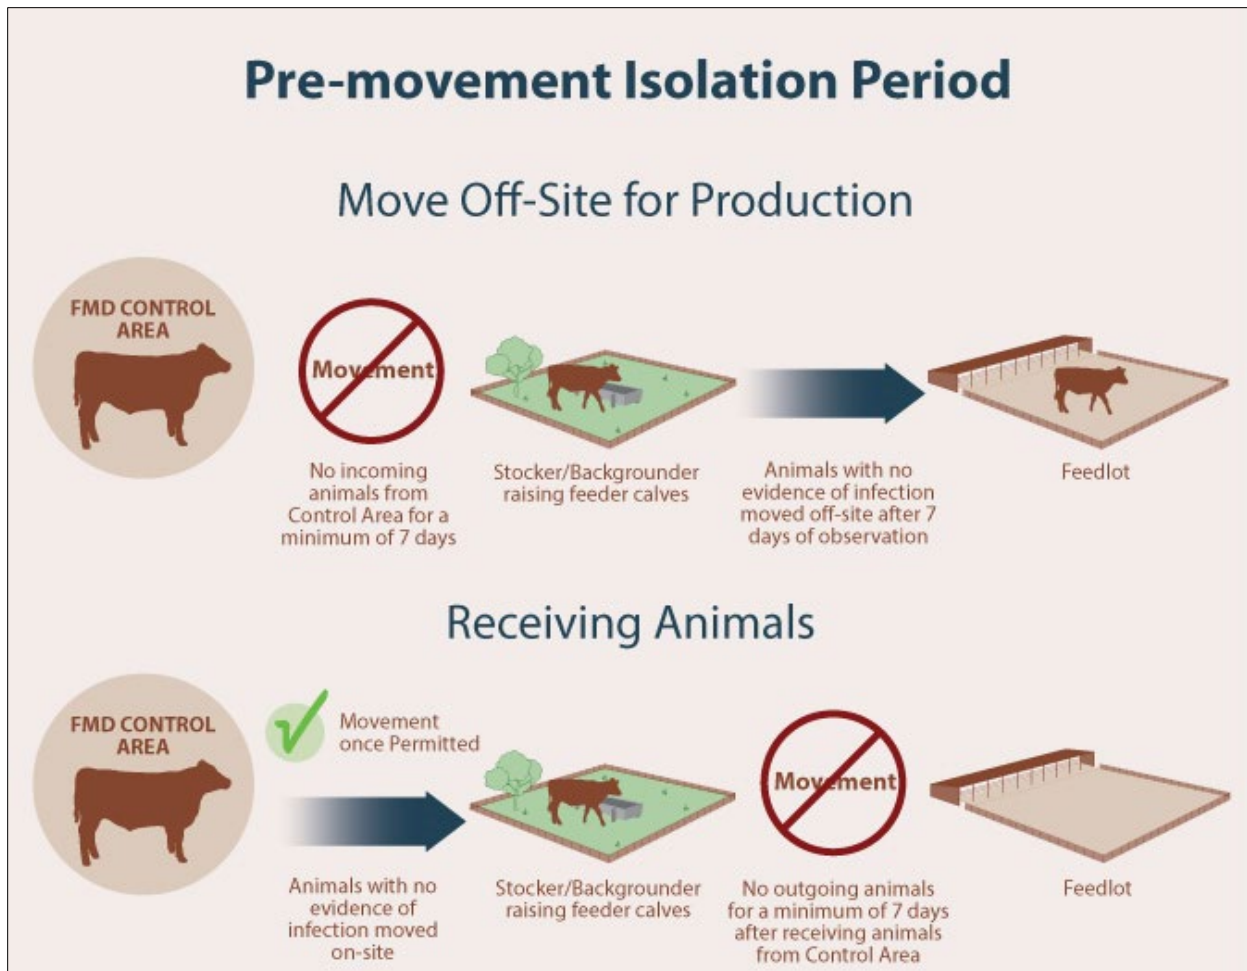 Pre-movement Isolation Period
Move Off-Site for Production
FMD CONTROL
AREA
Movement
No incoming
animals from
Control Area for a
minimum of 7 days
Stocker/Backgrounder
raising feeder calves
Animals with no
evidence of infection
moved off-site after 7
days of observation
Feedlot
Receiving Animals
FMD CONTROL
AREA
Movement
once Permitted
Animals with no
evidence of
infection moved
on-site
Stocker/Backgrounder
raising feeder calves
Movement
No outgoing animals
for a minimum of 7 days
after receiving animals
from Control Area
Feedlot